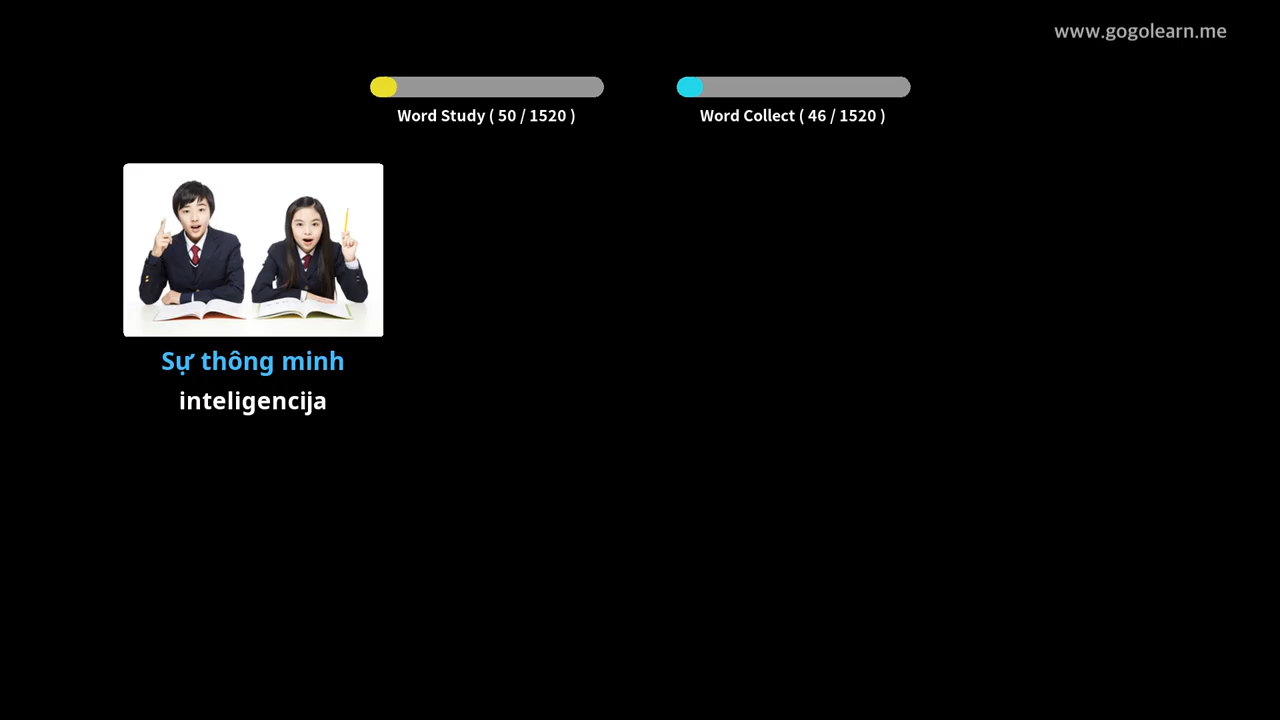 www.gogolearn.me
Word Study ( 50 / 1520 )
Word Collect ( 46 / 1520 )
Sự thông minh
inteligencija